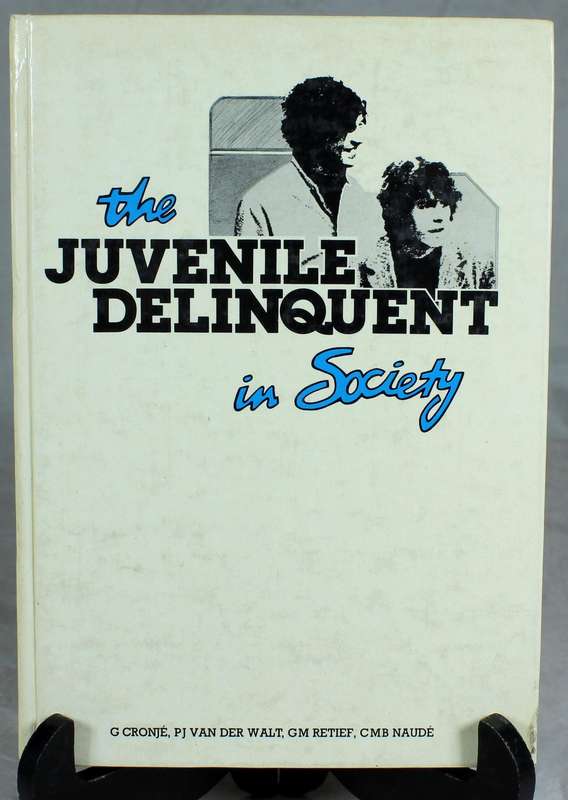 the
JUVENILE
DELINQUENT
in Society
G CRONJÉ, PJ VAN DER WALT, GM RETIEF, CMB NAUDÉ